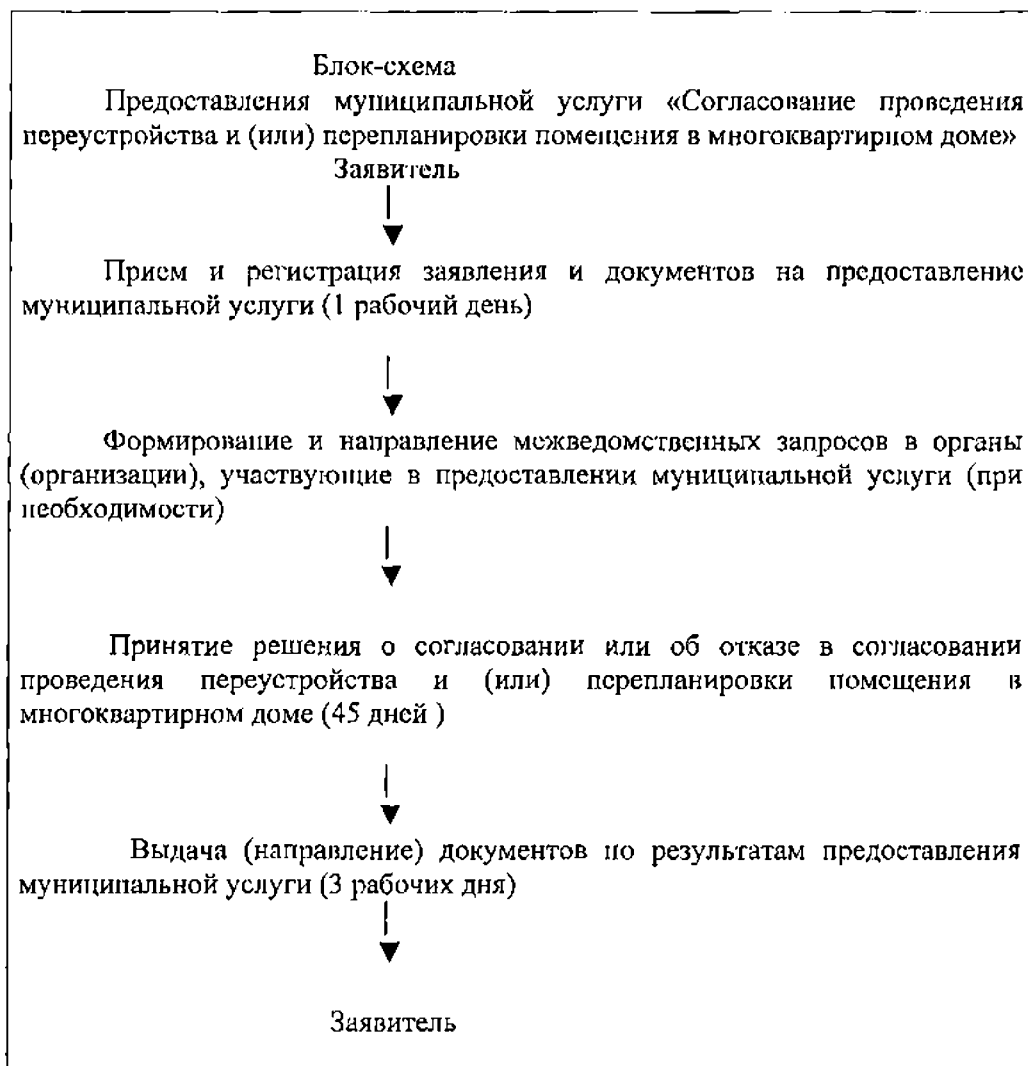 Блок-схема
Предоставления муниципальной услуги «Согласование проведения
переустройства и (или) перепланировки помещения в многоквартирном доме»
Заявитель
Прием и регистрация заявления и документов на предоставление
муниципальной услуги (1 рабочий день)
Формирование и направление межведомственных запросов в органы
(организации), участвующие в предоставлении муниципальной услуги (при
необходимости)
Принятие решения о согласовании или об отказе в согласовании
проведения переустройства и (или) перепланировки помещения в
многоквартирном доме (45 дней )
Выдача (направление) документов по результатам предоставления
муниципальной услуги (3 рабочих дня)
Заявитель